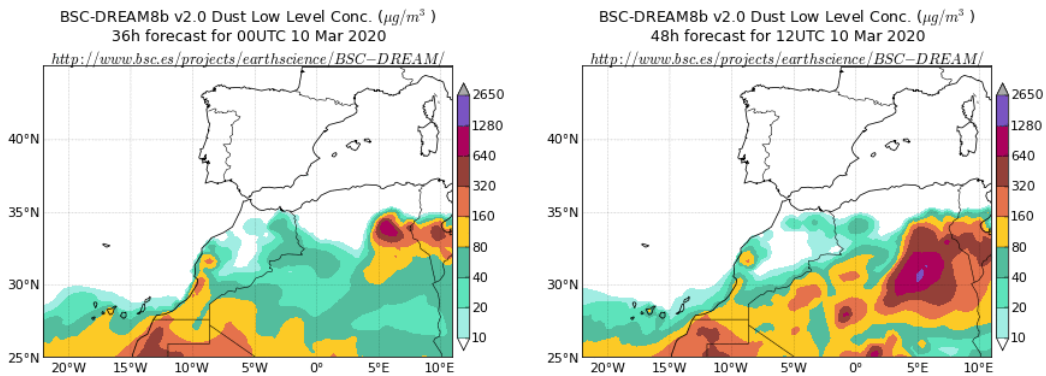 BSC-DREAM8b v2.0 Dust Low Level Conc. (μg/m³ )
36h forecast for 00UTC 10 Mar 2020
http://www.bsc.es/projects/earthscience/BSC−DREAM/
40°N
35°N
30°N
25°N
20°W
15°W
10°W
5°W
0°
5°E
10°E
2650
1280
640
320
160
80
40
20
10
BSC-DREAM8b v2.0 Dust Low Level Conc. (μg/m³ )
48h forecast for 12UTC 10 Mar 2020
http://www.bsc.es/projects/earthscience/BSC−DREAM/
40°N
35°N
30°N
25°N
20°W
15°W
10°W
5°W
0°
5°E
10°E
2650
1280
640
320
160
80
40
20
10